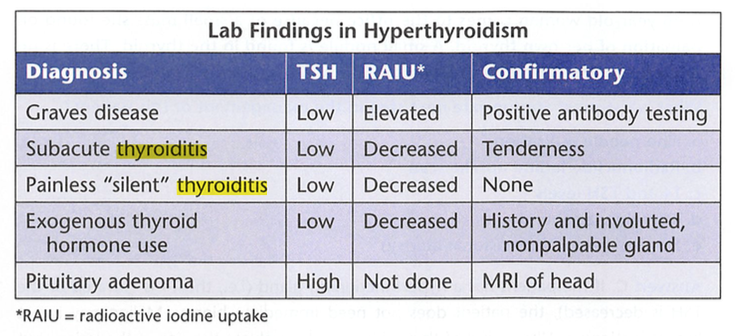 Lab Findings in Hyperthyroidism
Diagnosis TSH RAIU* Confirmatory
Graves disease Low Elevated Positive antibody testing
Subacute thyroiditis Low Decreased Tenderness
Painless “silent” thyroiditis Low Decreased None
Exogenous thyroid Low Decreased History and involuted,
hormone use nonpalpable gland
Pituitary adenoma High Not done MRI of head
*RAIU = radioactive iodine uptake